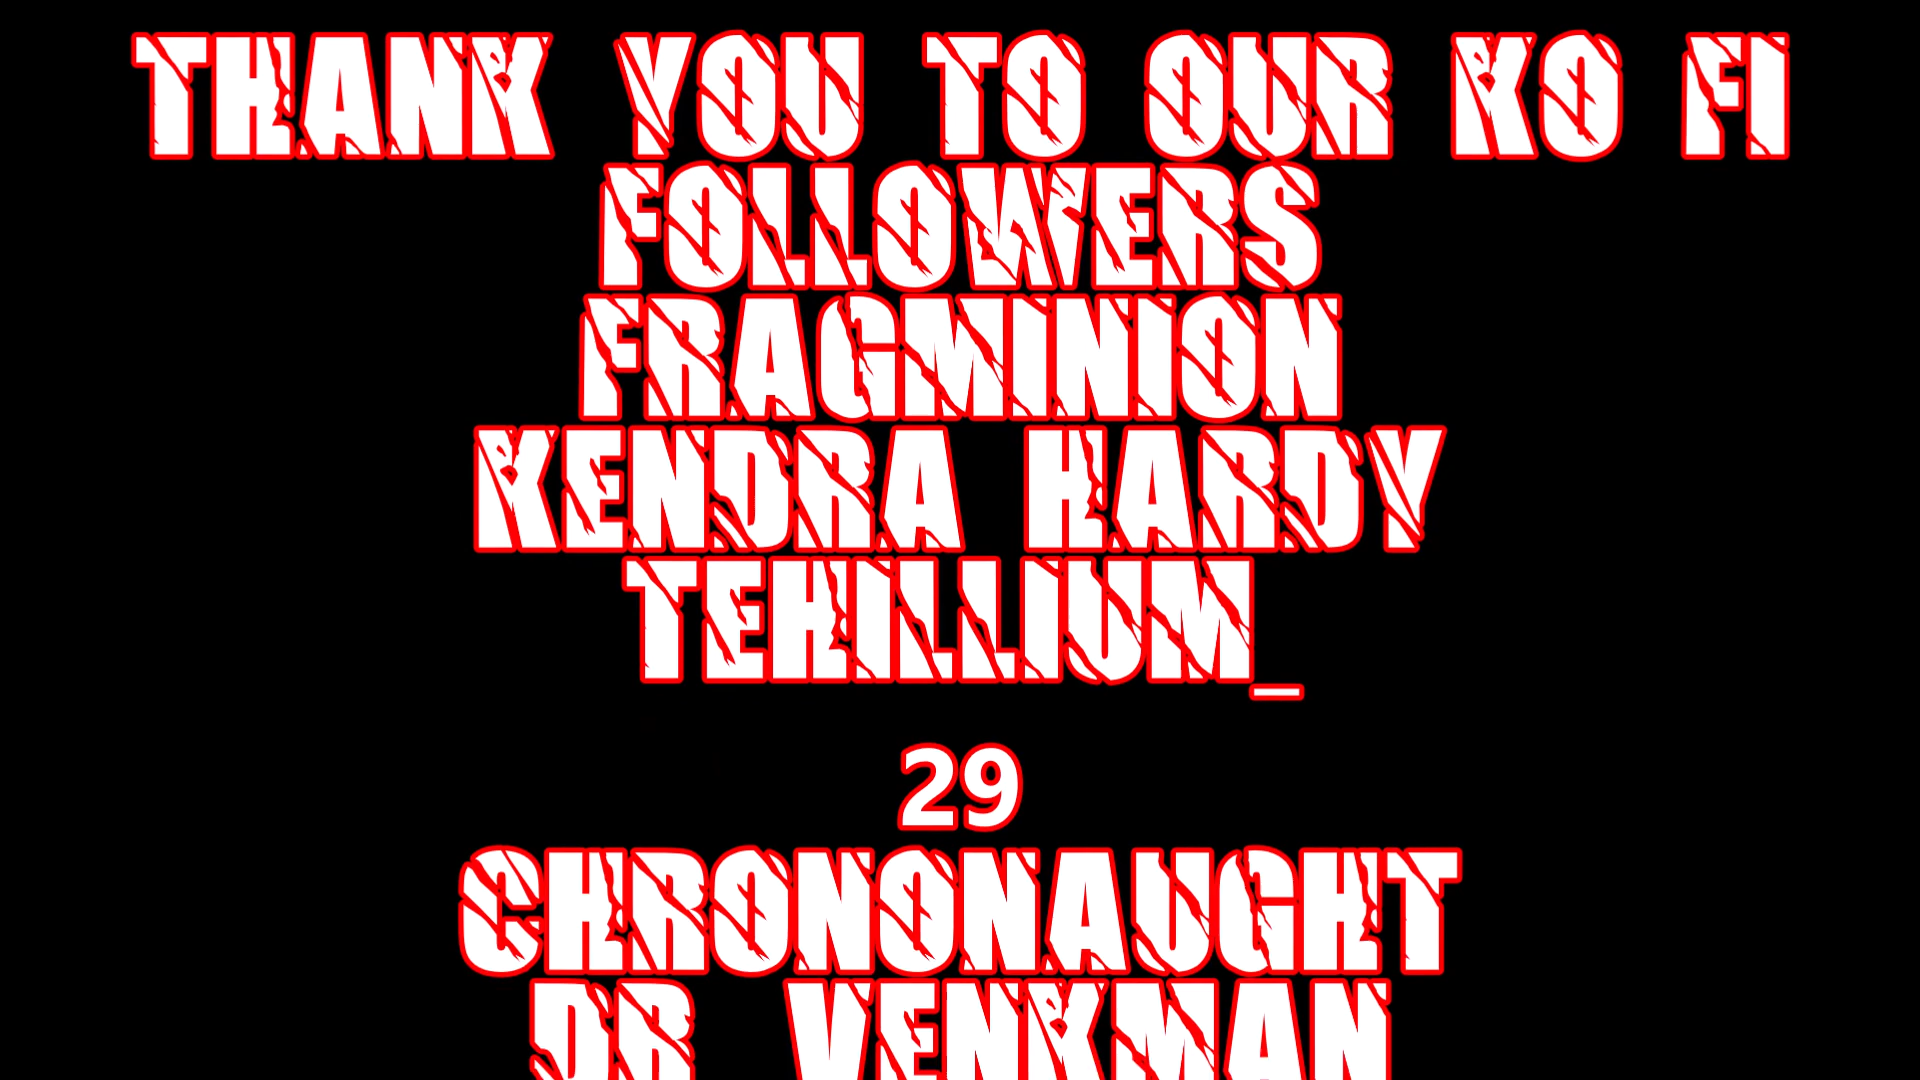 THANK YOU TO OUR KO FI
FOLLOWERS
FRAGMINION
KENDRA HARDY
TEHILLIUM_
29
CHRONONAUGHT
DR VENKMAN